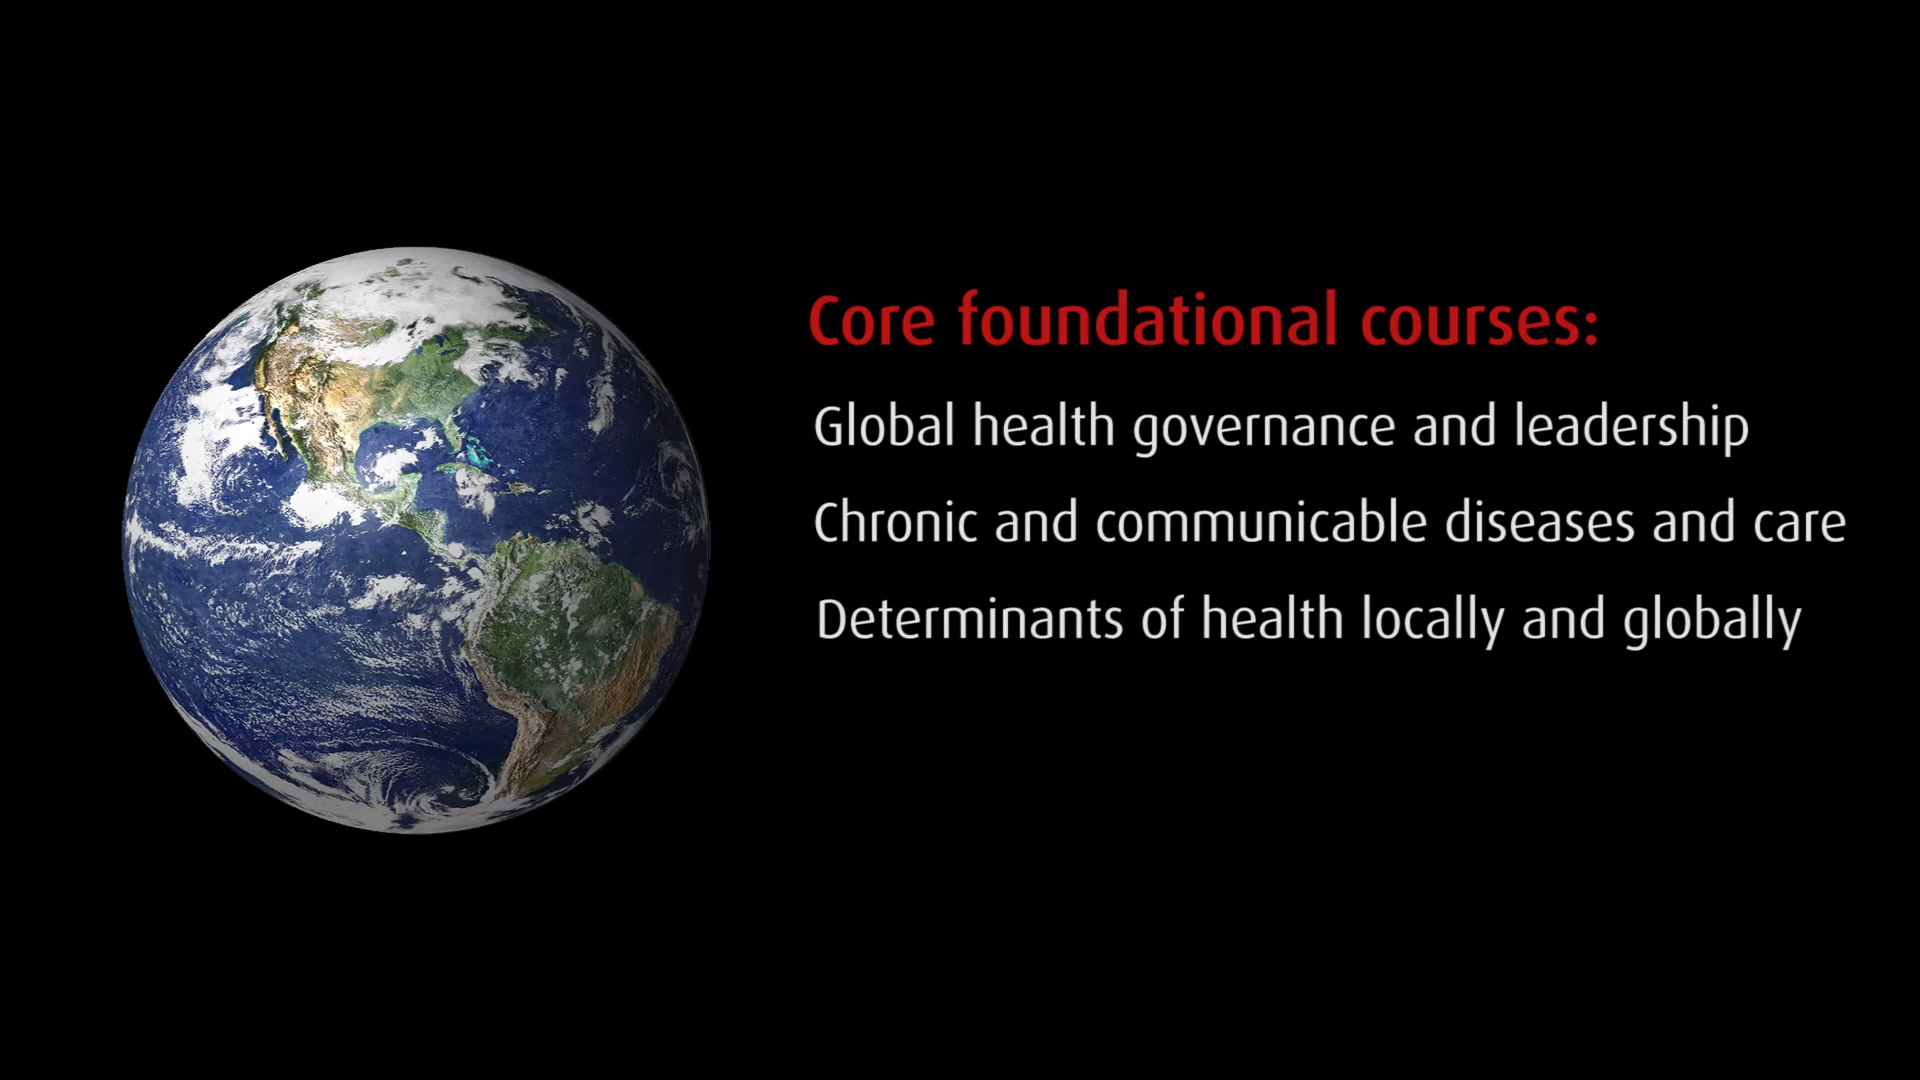 Core foundational courses:
Global health governance and leadership
Chronic and communicable diseases and care
Determinants of health locally and globally